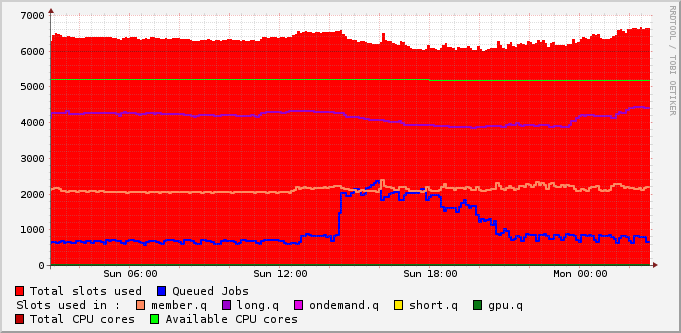 7000
6000
5000
4000
3000
2000
1000
0
Sun 06:00 Sun 12:00 Sun 18:00 Mon 00:00
Total slots used Queued Jobs
Slots used in : member.q long.q ondemand.q short.q gpu.q
Total CPU cores Available CPU cores
RRDTOOL / TOBI OETIKER